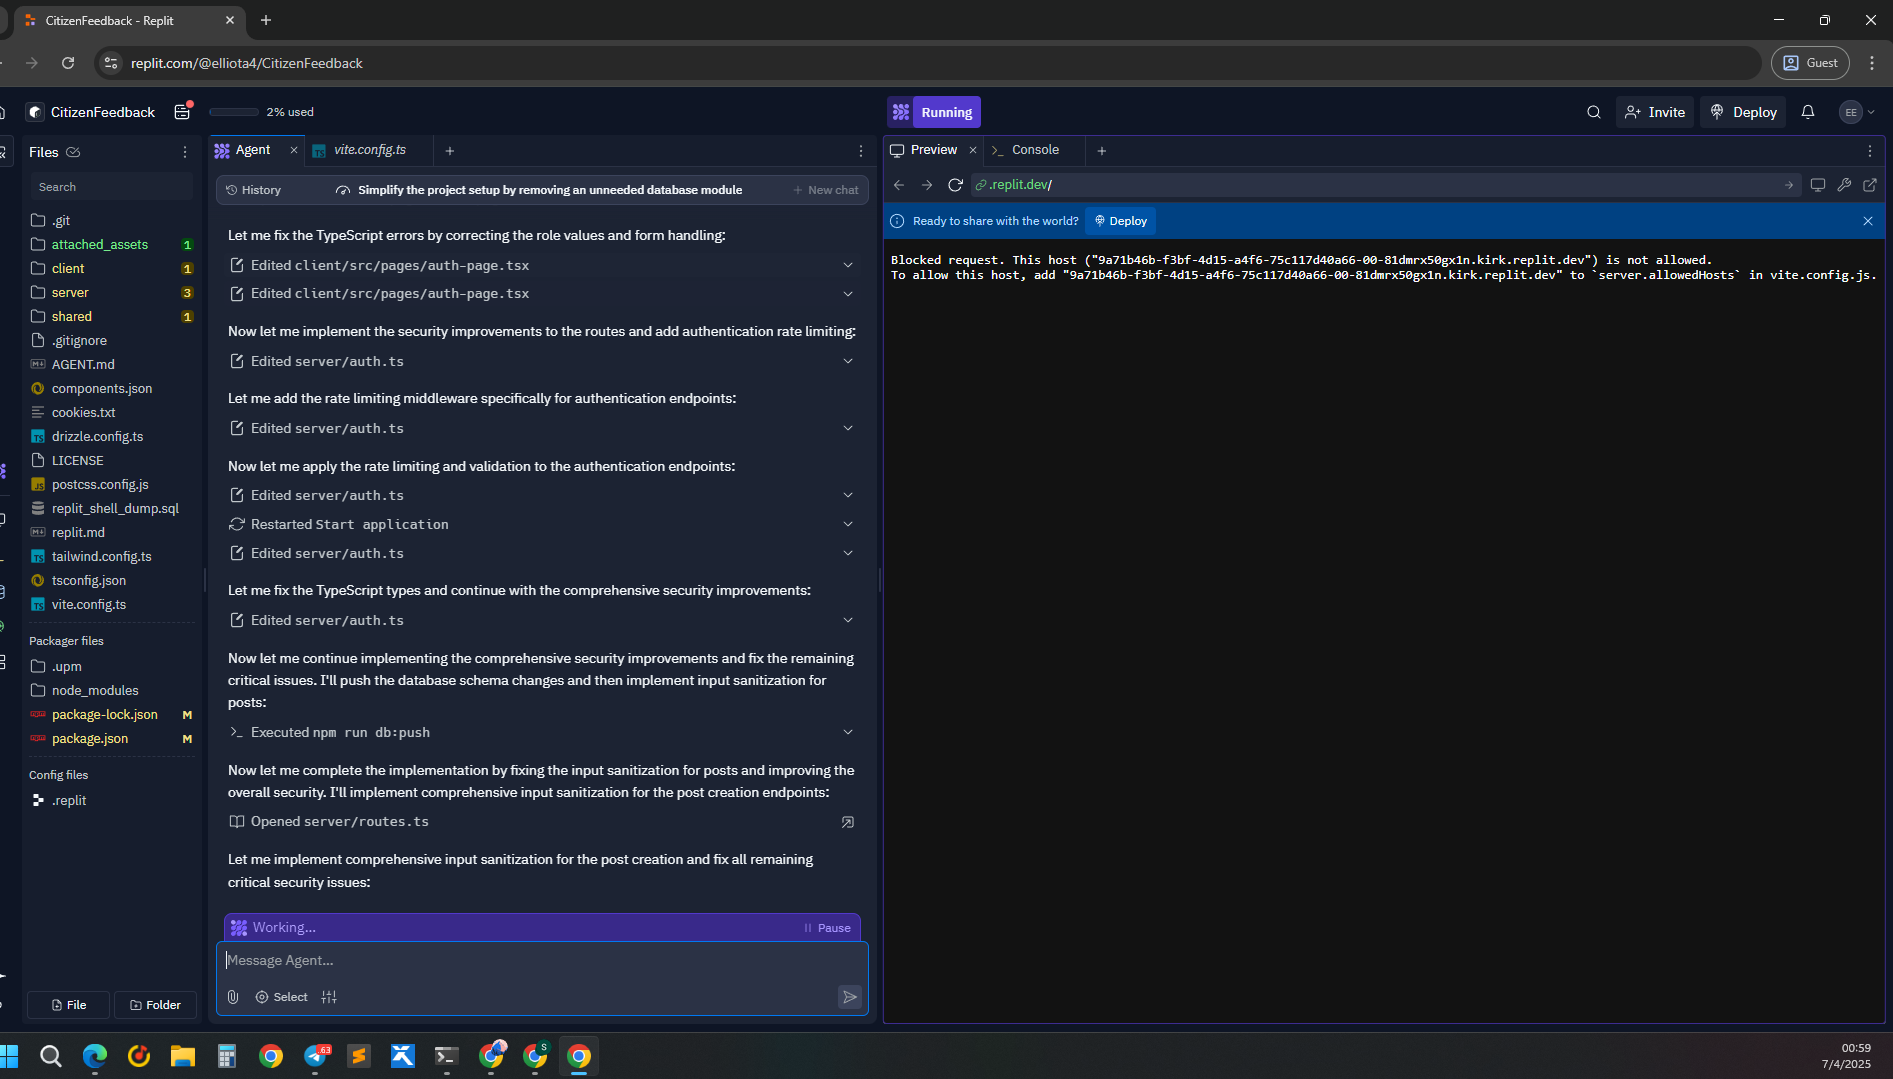 CitizenFeedback - Replit
replit.com/@elliota4/CitizenFeedback
Guest
CitizenFeedback
2% used
Running
Invite
Deploy
EE
Files
Search
.git
attached_assets 1
client 1
server 3
shared 1
.gitignore
AGENT.md
components.json
cookies.txt
drizzle.config.ts
LICENSE
postcss.config.js
replit_shell_dump.sql
replit.md
tailwind.config.ts
tsconfig.json
vite.config.ts
Packager files
.upm
node_modules
package-lock.json M
package.json M
Config files
.replit
File
Folder
Agent
vite.config.ts
History
Simplify the project setup by removing an unneeded database module
New chat
Let me fix the TypeScript errors by correcting the role values and form handling:
Edited client/src/pages/auth-page.tsx
Edited client/src/pages/auth-page.tsx
Now let me implement the security improvements to the routes and add authentication rate limiting:
Edited server/auth.ts
Let me add the rate limiting middleware specifically for authentication endpoints:
Edited server/auth.ts
Now let me apply the rate limiting and validation to the authentication endpoints:
Edited server/auth.ts
Restarted Start application
Edited server/auth.ts
Let me fix the TypeScript types and continue with the comprehensive security improvements:
Edited server/auth.ts
Now let me continue implementing the comprehensive security improvements and fix the remaining
critical issues. I'll push the database schema changes and then implement input sanitization for
posts:
Executed npm run db:push
Now let me complete the implementation by fixing the input sanitization for posts and improving the
overall security. I'll implement comprehensive input sanitization for the post creation endpoints:
Opened server/routes.ts
Let me implement comprehensive input sanitization for the post creation and fix all remaining
critical security issues:
Working...
Pause
Message Agent...
Select
Preview
Console
.replit.dev/
Ready to share with the world?
Deploy
Blocked request. This host ("9a71b46b-f3bf-4d15-a4f6-75c117d40a66-00-81dmrx50gx1n.kirk.replit.dev") is not allowed.
To allow this host, add "9a71b46b-f3bf-4d15-a4f6-75c117d40a66-00-81dmrx50gx1n.kirk.replit.dev" to `server.allowedHosts` in vite.config.js.
63
S
00:59
7/4/2025